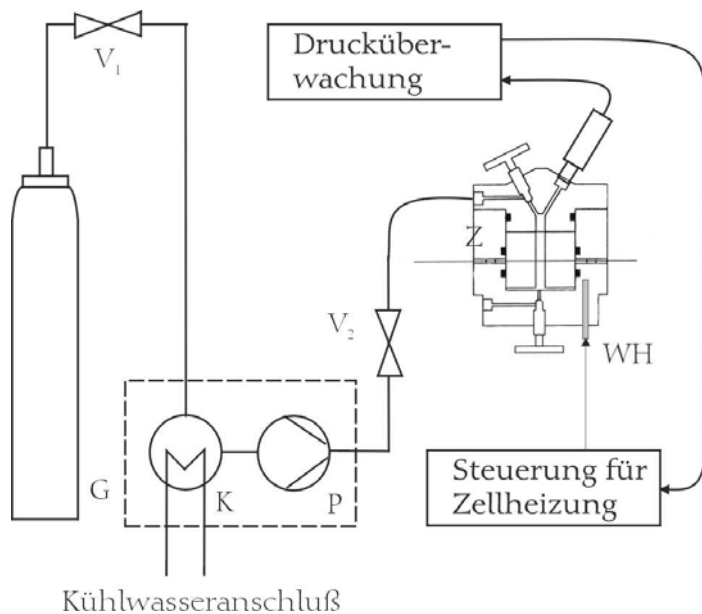 V₁
Drucküber-
wachung
Z
V₂
WH
G
K
P
Steuerung für
Zellheizung
Kühlwasseranschluß